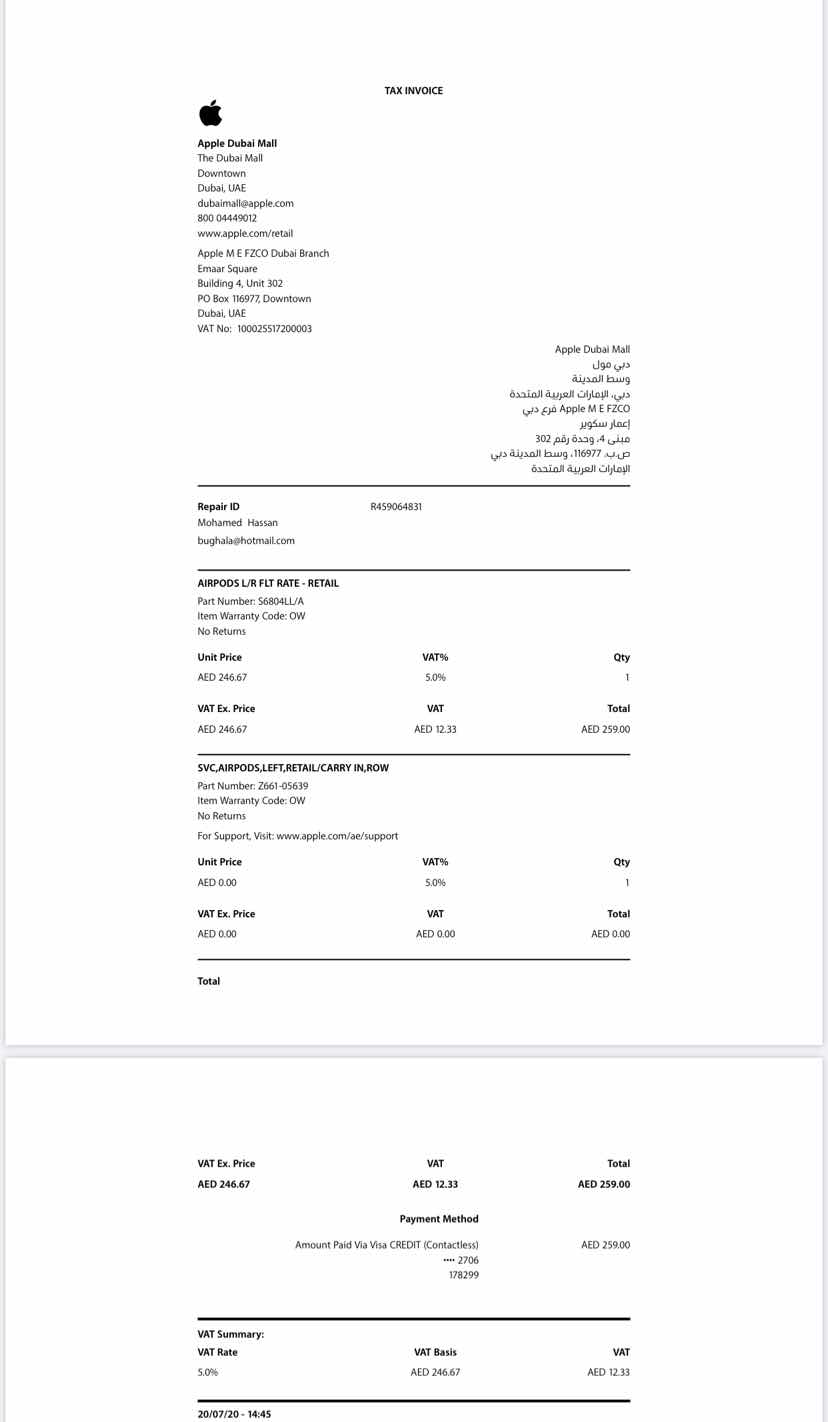 TAX INVOICE
Apple Dubai Mall
The Dubai Mall
Downtown
Dubai, UAE
dubaimall@apple.com
800 04449012
www.apple.com/retail
Apple M E FZCO Dubai Branch
Emaar Square
Building 4, Unit 302
PO Box 116977, Downtown
Dubai, UAE
VAT No: 100025517200003
Apple Dubai Mall
دبي مول
وسط المدينة
دبي، الإمارات العربية المتحدة
Apple M E FZCO فرع دبي
إعمار سكوير
مبنى 4، وحدة رقم 302
ص.ب. 116977، وسط المدينة دبي
الإمارات العربية المتحدة
Repair ID R459064831
Mohamed Hassan
bughala@hotmail.com
AIRPODS L/R FLT RATE - RETAIL
Part Number: S6804LL/A
Item Warranty Code: OW
No Returns
Unit Price VAT% Qty
AED 246.67 5.0% 1
VAT Ex. Price VAT Total
AED 246.67 AED 12.33 AED 259.00
SVC,AIRPODS,LEFT,RETAIL/CARRY IN,ROW
Part Number: Z661-05639
Item Warranty Code: OW
No Returns
For Support, Visit: www.apple.com/ae/support
Unit Price VAT% Qty
AED 0.00 5.0% 1
VAT Ex. Price VAT Total
AED 0.00 AED 0.00 AED 0.00
Total
VAT Ex. Price VAT Total
AED 246.67 AED 12.33 AED 259.00
Payment Method
Amount Paid Via Visa CREDIT (Contactless) AED 259.00
•••• 2706
178299
VAT Summary:
VAT Rate VAT Basis VAT
5.0% AED 246.67 AED 12.33
20/07/20 - 14:45